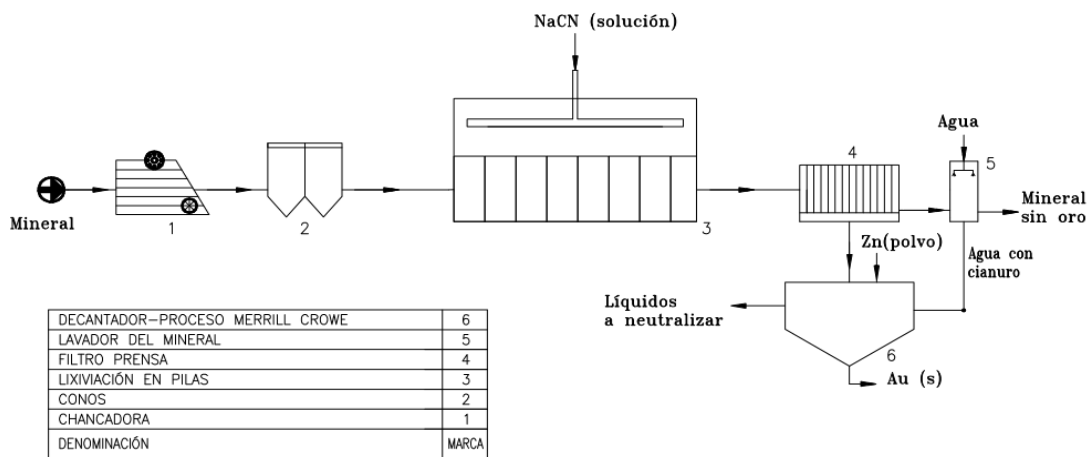 NaCN (solución)
Mineral
1
2
3
4
Agua
5
Mineral
sin oro
Zn(polvo)
Agua con
cianuro
Líquidos
a neutralizar
6
Au (s)
DECANTADOR-PROCESO MERRILL CROWE 6
LAVADOR DEL MINERAL 5
FILTRO PRENSA 4
LIXIVIACIÓN EN PILAS 3
CONOS 2
CHANCADORA 1
DENOMINACIÓN MARCA